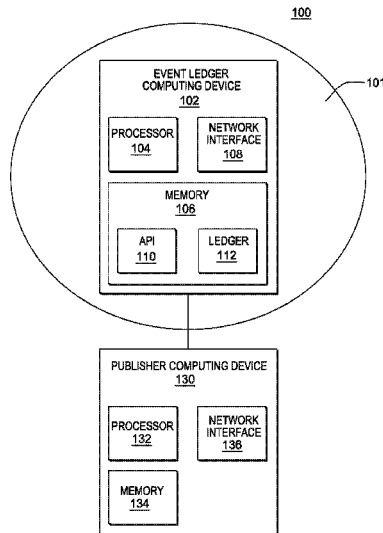 100
101
EVENT LEDGER
COMPUTING DEVICE
102
PROCESSOR
104
NETWORK
INTERFACE
108
MEMORY
106
API
110
LEDGER
112
PUBLISHER COMPUTING DEVICE
130
PROCESSOR
132
NETWORK
INTERFACE
136
MEMORY
134